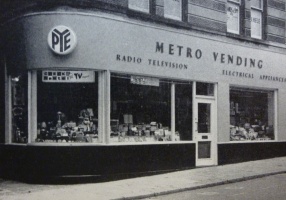 PYE
METRO VENDING
RADIO TELEVISION
ELECTRICAL APPLIANCES
TV